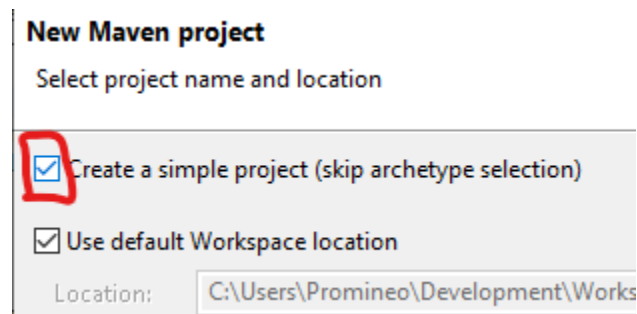 New Maven project
Select project name and location
Create a simple project (skip archetype selection)
Use default Workspace location
Location: C:\Users\Promineo\Development\Works